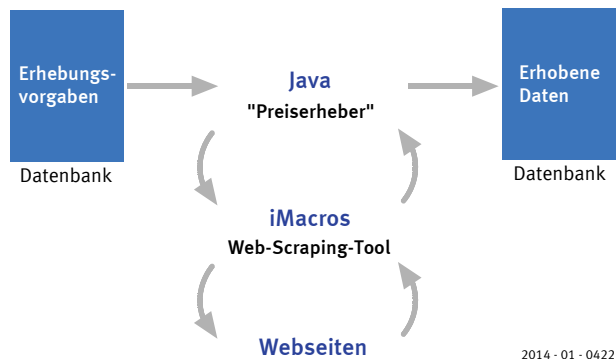 Erhebungs-
vorgaben
Datenbank
Java
"Preiserheber"
Erhobene
Daten
Datenbank
iMacros
Web-Scraping-Tool
Webseiten
2014 - 01 - 0422